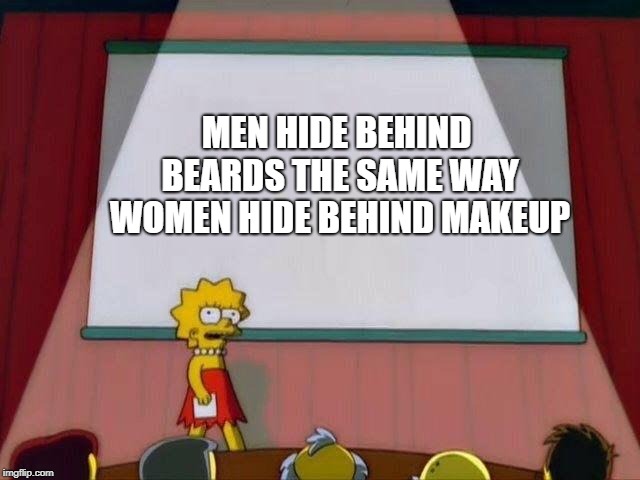 MEN HIDE BEHIND
BEARDS THE SAME WAY
WOMEN HIDE BEHIND MAKEUP
imgflip.com